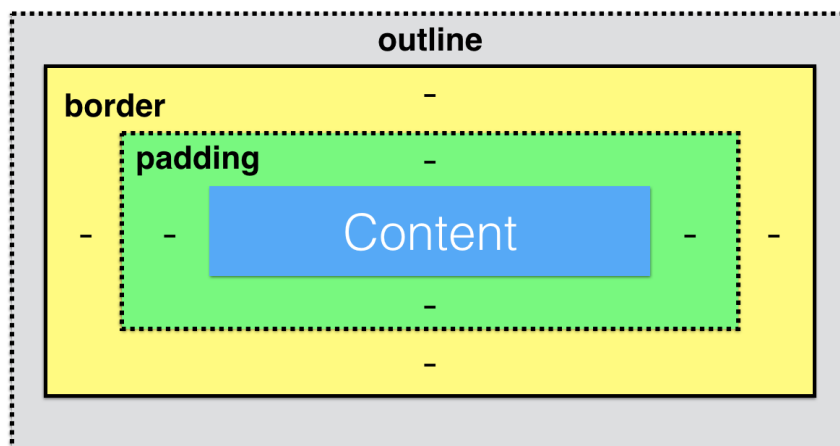 outline
border
-
padding
-
- - Content - -
-
-